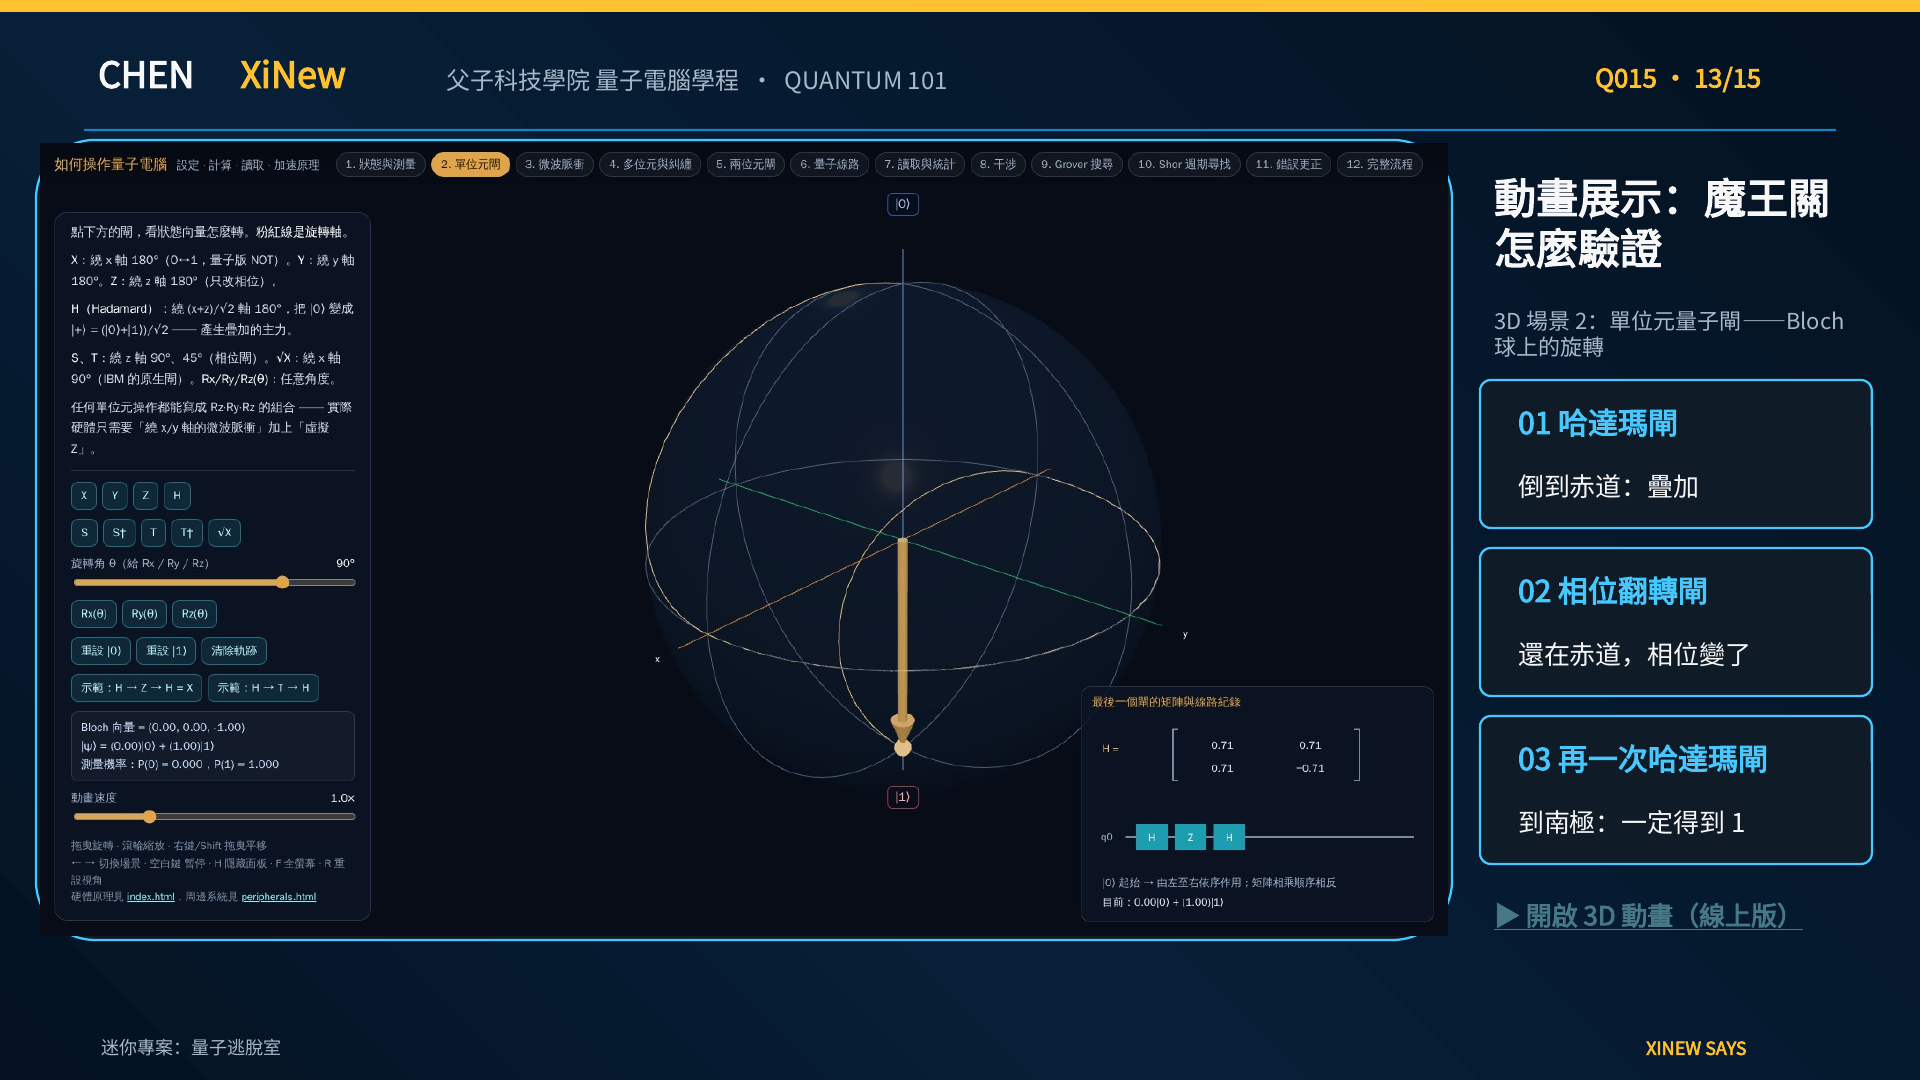 CHEN XiNew 父子科技學院 量子電腦學程 · QUANTUM 101 Q015 · 13/15
如何操作量子電腦 設定 · 計算 · 讀取 · 加速原理 1. 狀態與測量 2. 單位元閘 3. 微波脈衝 4. 多位元與糾纏 5. 兩位元閘 6. 量子線路 7. 讀取與統計 8. 干涉 9. Grover 搜尋 10. Shor 週期尋找 11. 錯誤更正 12. 完整流程
點下方的閘，看狀態向量怎麼轉。粉紅線是旋轉軸。
X：繞 x 軸 180°（0↔1，量子版 NOT）。Y：繞 y 軸
180°。Z：繞 z 軸 180°（只改相位）。
H（Hadamard）：繞 (x+z)/√2 軸 180°，把 |0⟩ 變成
|+⟩ = (|0⟩+|1⟩)/√2 —— 產生疊加的主力。
S、T：繞 z 軸 90°、45°（相位閘）。√X：繞 x 軸
90°（IBM 的原生閘）。Rx/Ry/Rz(θ)：任意角度。
任何單位元操作都能寫成 Rz·Ry·Rz 的組合 —— 實際
硬體只需要「繞 x/y 軸的微波脈衝」加上「虛擬
Z」。
X Y Z H
S S† T T† √X
旋轉角 θ（給 Rx / Ry / Rz） 90°
Rx(θ) Ry(θ) Rz(θ)
重設 |0⟩ 重設 |1⟩ 清除軌跡
示範：H → Z → H = X 示範：H → T → H
Bloch 向量 = (0.00, 0.00, -1.00)
|ψ⟩ = (0.00)|0⟩ + (1.00)|1⟩
測量機率：P(0) = 0.000，P(1) = 1.000
動畫速度 1.0×
拖曳旋轉 · 滾輪縮放 · 右鍵/Shift 拖曳平移
← → 切換場景 · 空白鍵 暫停 · H 隱藏面板 · F 全螢幕 · R 重
設視角
硬體原理見 index.html，周邊系統見 peripherals.html
|0⟩
x
y
|1⟩
最後一個閘的矩陣與線路紀錄
H =
0.71 0.71
0.71 −0.71
q0 H Z H
|0⟩ 起始 → 由左至右依序作用；矩陣相乘順序相反
目前：0.00|0⟩ + (1.00)|1⟩
動畫展示：魔王關
怎麼驗證
3D 場景 2：單位元量子閘——Bloch
球上的旋轉
01 哈達瑪閘
倒到赤道：疊加
02 相位翻轉閘
還在赤道，相位變了
03 再一次哈達瑪閘
到南極：一定得到 1
▶ 開啟 3D 動畫（線上版）
迷你專案：量子逃脫室
XINEW SAYS